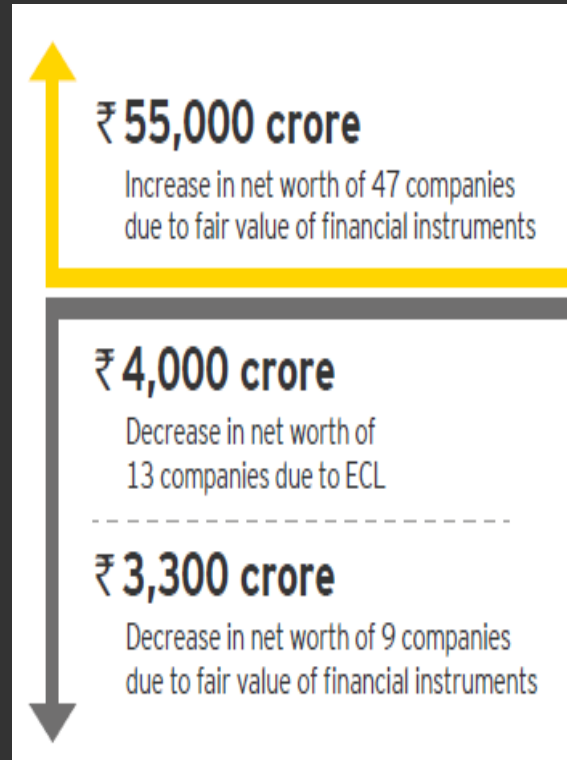 ₹ 55,000 crore
Increase in net worth of 47 companies
due to fair value of financial instruments
₹ 4,000 crore
Decrease in net worth of
13 companies due to ECL
₹ 3,300 crore
Decrease in net worth of 9 companies
due to fair value of financial instruments